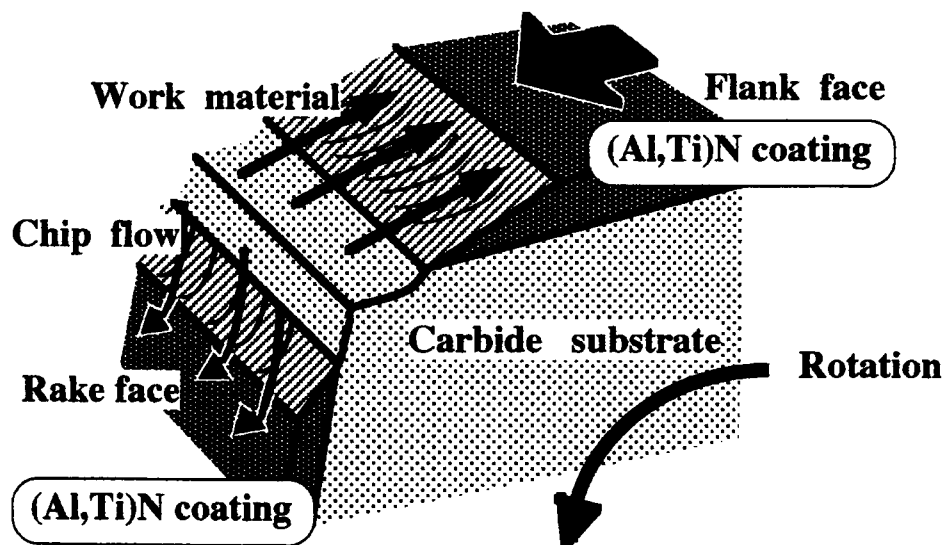 Work material
Flank face
(Al,Ti)N coating
Chip flow
Carbide substrate
Rotation
Rake face
(Al,Ti)N coating